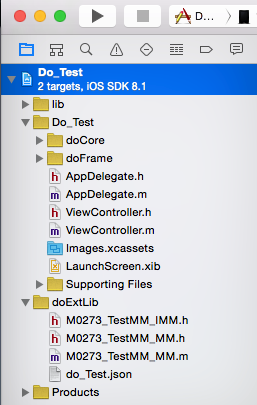 D...
Do_Test
2 targets, iOS SDK 8.1
lib
Do_Test
doCore
doFrame
AppDelegate.h
AppDelegate.m
ViewController.h
ViewController.m
Images.xcassets
LaunchScreen.xib
Supporting Files
doExtLib
M0273_TestMM_IMM.h
M0273_TestMM_MM.h
M0273_TestMM_MM.m
do_Test.json
Products